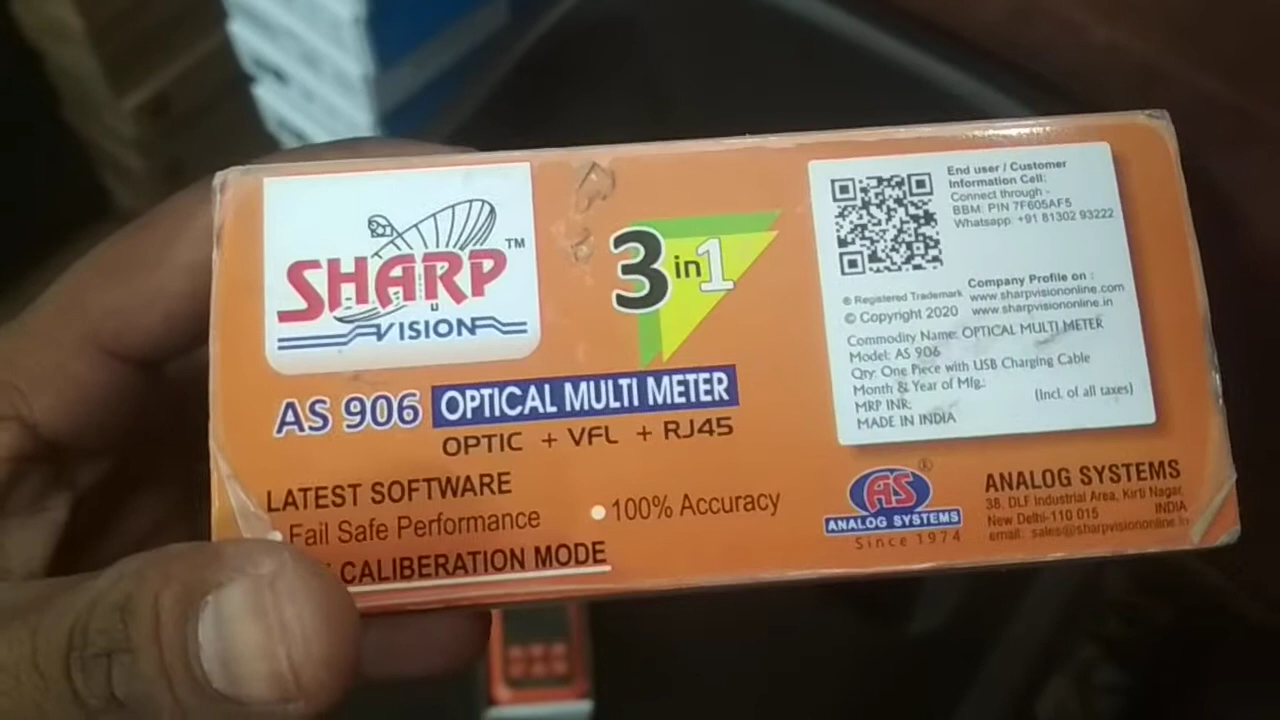 SHARP
VISION
TM
3 in 1
AS 906 OPTICAL MULTI METER
OPTIC + VFL + RJ45
LATEST SOFTWARE
Fail Safe Performance
• 100% Accuracy
CALIBERATION MODE
End user / Customer
Information Cell:
Connect through -
BBM: PIN 7F605AF5
Whatsapp: +91 81302 93222
Company Profile on :
® Registered Trademark www.sharpvisiononline.com
© Copyright 2020 www.sharpvisiononline.in
Commodity Name: OPTICAL MULTI METER
Model: AS 906
Qty: One Piece with USB Charging Cable
Month & Year of Mfg.:
MRP INR: (Incl. of all taxes)
MADE IN INDIA
AS ®
ANALOG SYSTEMS
Since 1974
ANALOG SYSTEMS
38, DLF Industrial Area, Kirti Nagar,
New Delhi-110 015 INDIA
email: sales@sharpvisiononline.in